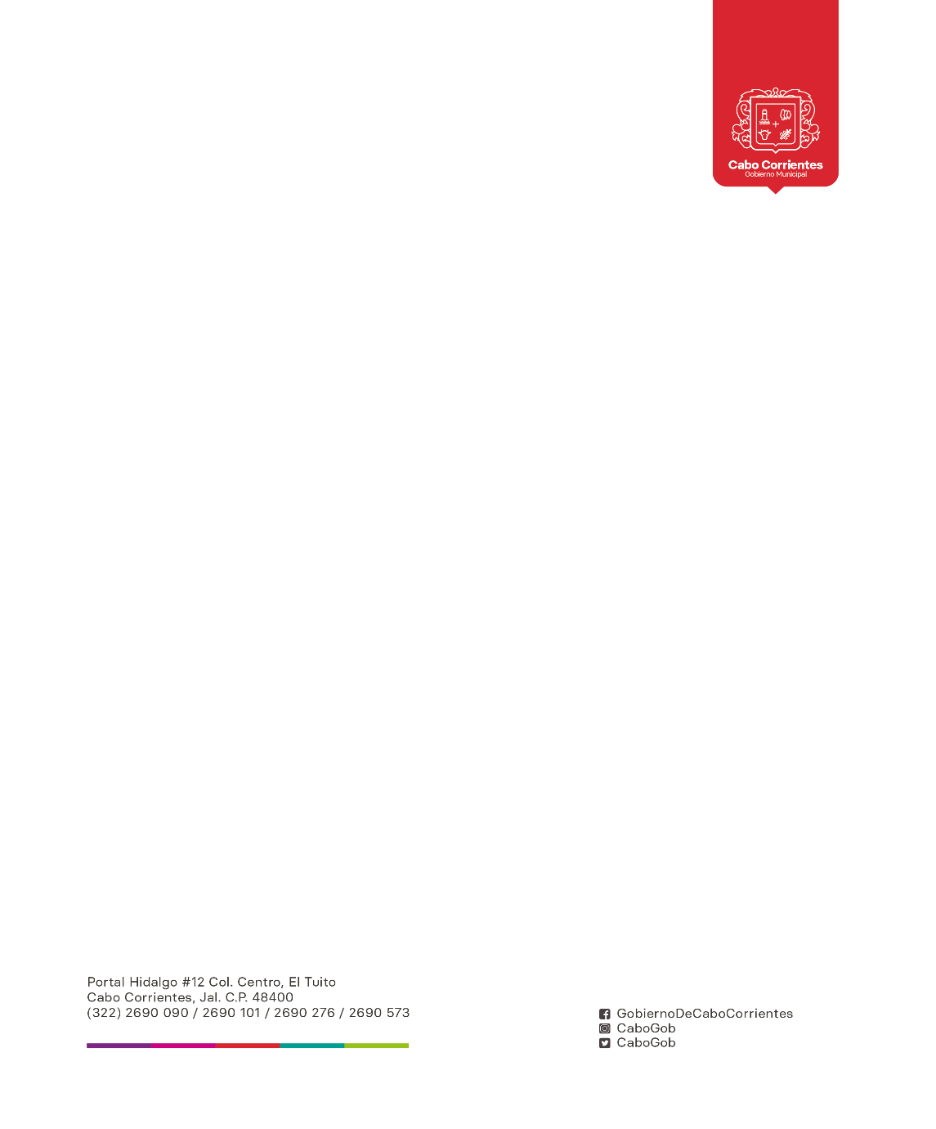 Cabo Corrientes
Gobierno Municipal
Portal Hidalgo #12 Col. Centro, El Tuito
Cabo Corrientes, Jal. C.P. 48400
(322) 2690 090 / 2690 101 / 2690 276 / 2690 573
GobiernoDeCaboCorrientes
CaboGob
CaboGob